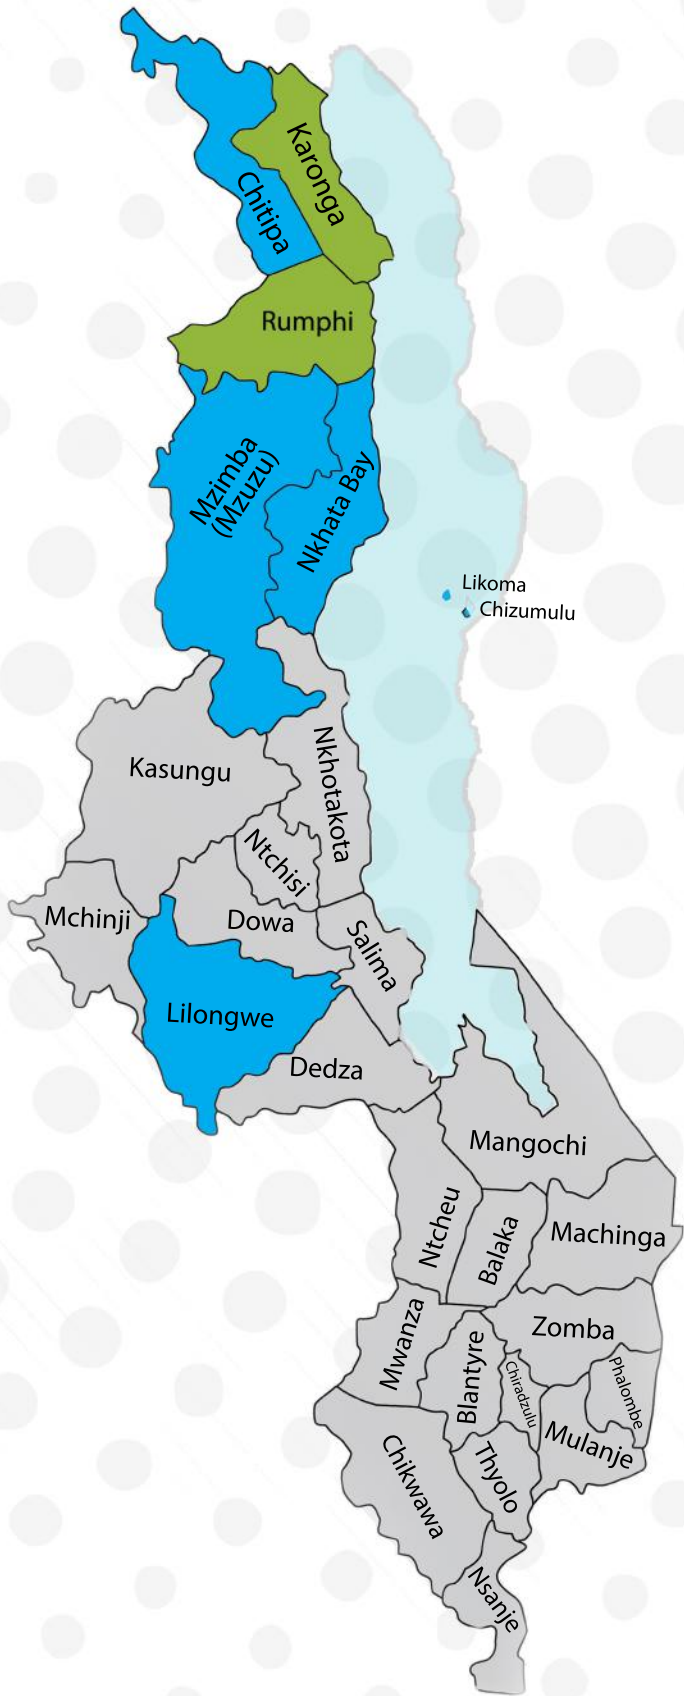 Karonga
Chitipa
Rumphi
Mzimba
(Mzuzu)
Nkhata Bay
Likoma
Chizumulu
Kasungu
Nkhotakota
Ntchisi
Mchinji
Dowa
Salima
Lilongwe
Dedza
Mangochi
Ntcheu
Balaka
Machinga
Mwanza
Zomba
Blantyre
Chiradzulu
Phalombe
Mulanje
Chikwawa
Thyolo
Nsanje